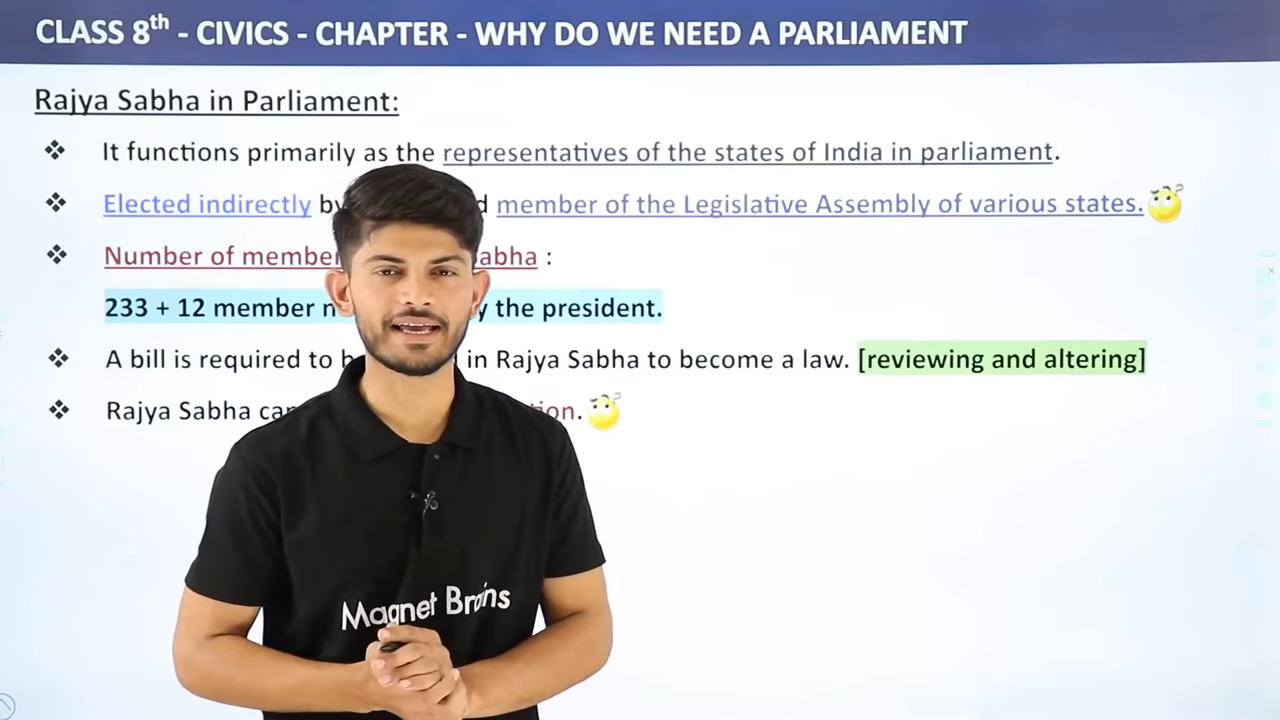 CLASS 8th - CIVICS - CHAPTER - WHY DO WE NEED A PARLIAMENT
Rajya Sabha in Parliament:
❖ It functions primarily as the representatives of the states of India in parliament.
❖ Elected indirectly by member of the Legislative Assembly of various states.
❖ Number of abha :
233 + 12 member y the president.
❖ A bill is required to in Rajya Sabha to become a law. [reviewing and altering]
❖ Rajya Sabha
Magnet Brains